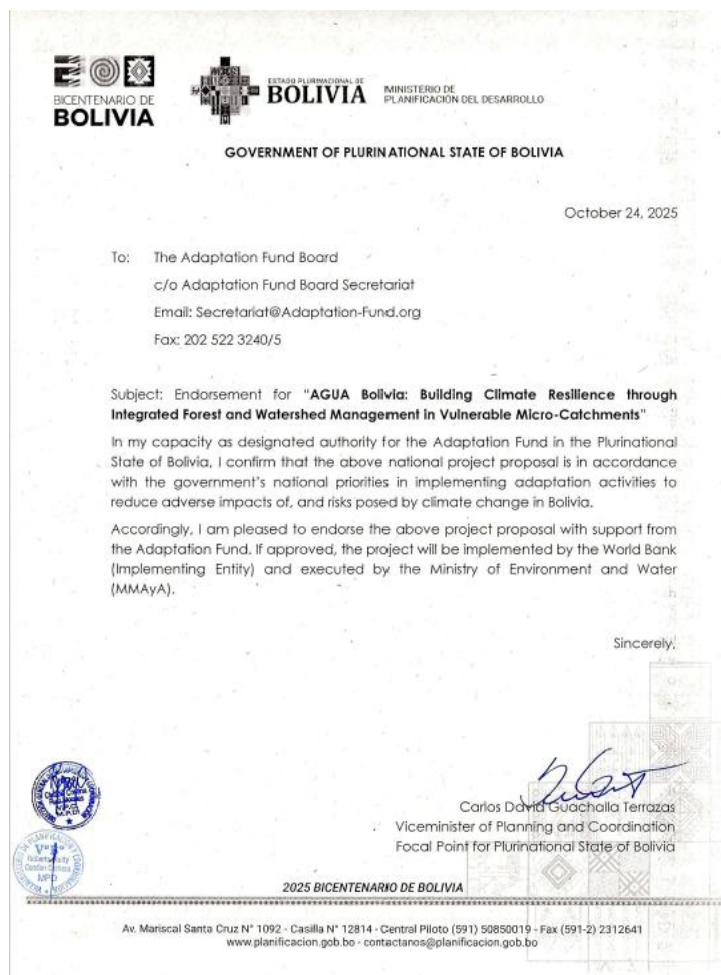 BICENTENARIO DE
BOLIVIA
ESTADO PLURINACIONAL DE
BOLIVIA
MINISTERIO DE
PLANIFICACIÓN DEL DESARROLLO
GOVERNMENT OF PLURINATIONAL STATE OF BOLIVIA
October 24, 2025
To: The Adaptation Fund Board
c/o Adaptation Fund Board Secretariat
Email: Secretariat@Adaptation-Fund.org
Fax: 202 522 3240/5
Subject: Endorsement for "AGUA Bolivia: Building Climate Resilience through
Integrated Forest and Watershed Management in Vulnerable Micro-Catchments"
In my capacity as designated authority for the Adaptation Fund in the Plurinational
State of Bolivia, I confirm that the above national project proposal is in accordance
with the government's national priorities in implementing adaptation activities to
reduce adverse impacts of, and risks posed by climate change in Bolivia.
Accordingly, I am pleased to endorse the above project proposal with support from
the Adaptation Fund. If approved, the project will be implemented by the World Bank
(Implementing Entity) and executed by the Ministry of Environment and Water
(MMAyA).
Sincerely,
Carlos David Guachalla Terrazas
Viceminister of Planning and Coordination
Focal Point for Plurinational State of Bolivia
VºBº
MPD
2025 BICENTENARIO DE BOLIVIA
Av. Mariscal Santa Cruz N° 1092 - Casilla N° 12814 - Central Piloto (591) 50850019 - Fax (591-2) 2312641
www.planificacion.gob.bo - contactanos@planificacion.gob.bo